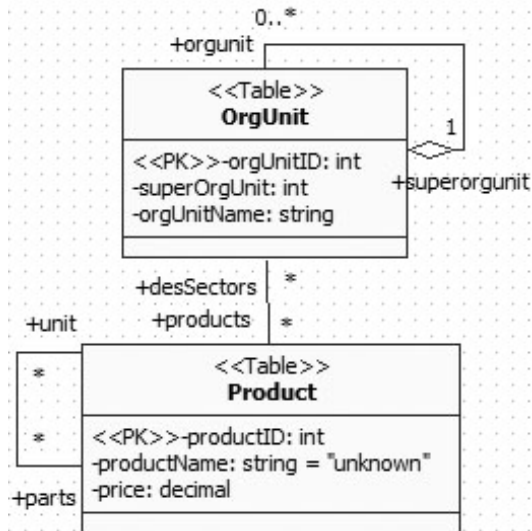 0..*
+orgunit
<<Table>>
OrgUnit
1
<<PK>>-orgUnitID: int
-superOrgUnit: int
+superorgunit
-orgUnitName: string
+desSectors *
+products *
+unit
*
*
+parts
<<Table>>
Product
<<PK>>-productID: int
-productName: string = "unknown"
-price: decimal